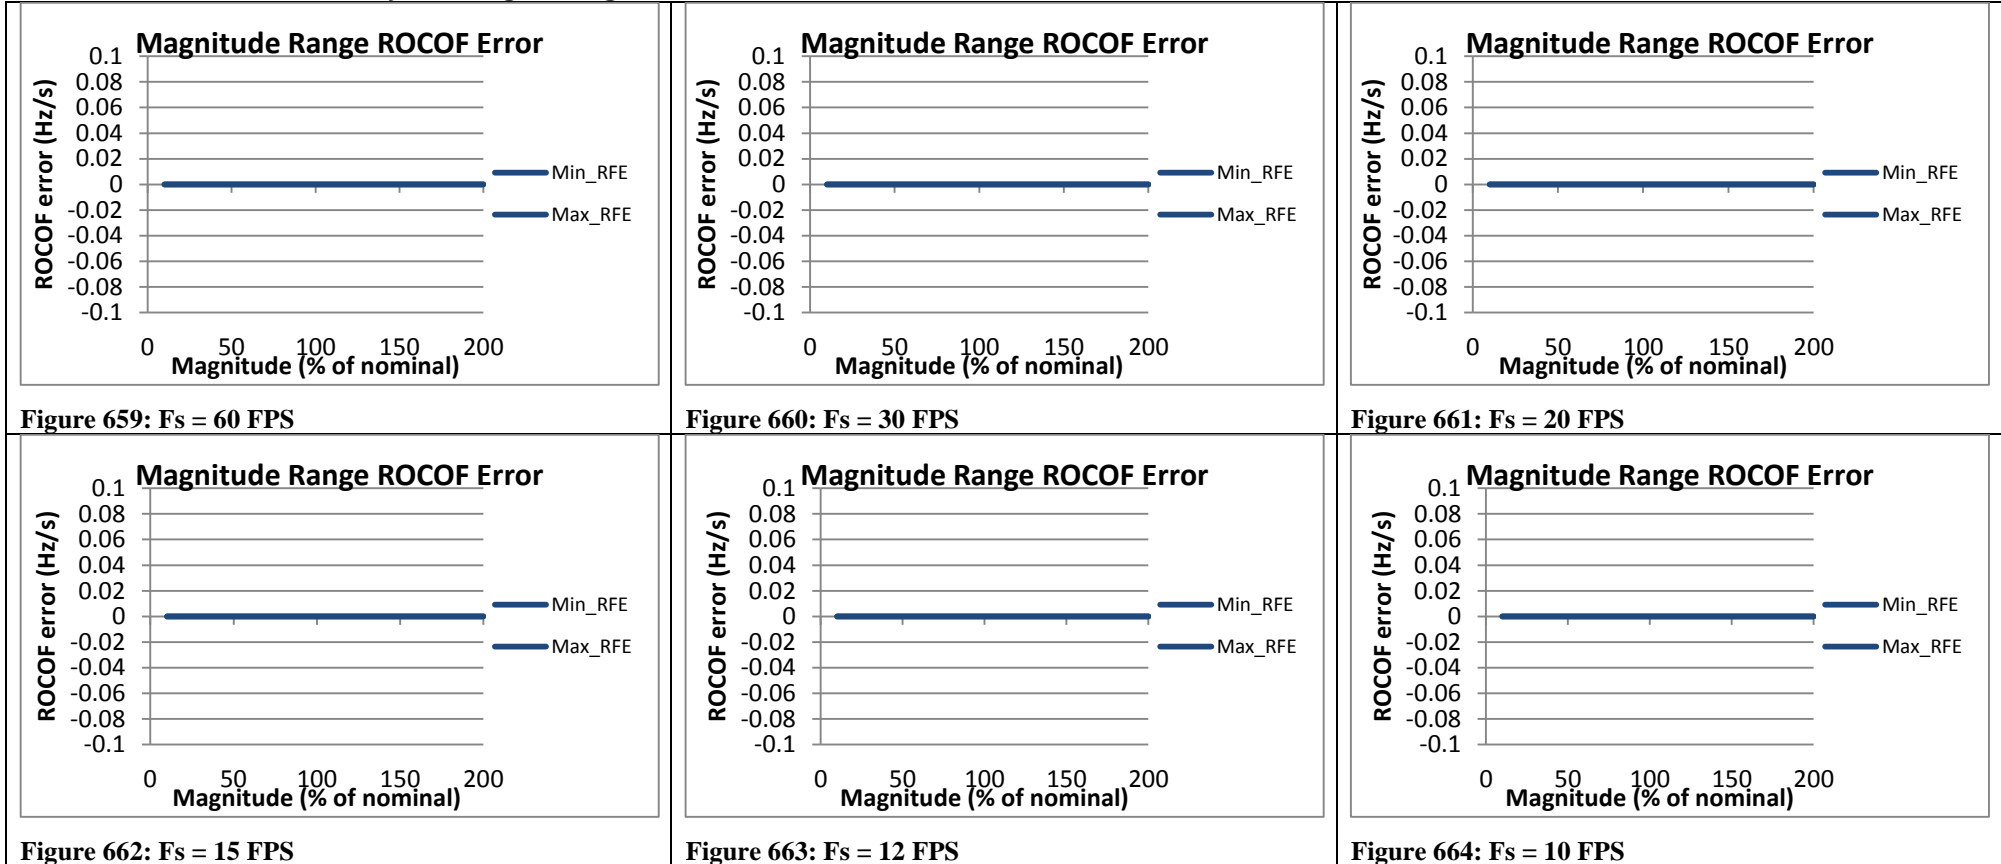 Magnitude Range ROCOF Error
ROCOF error (Hz/s)
0.1
0.08
0.06
0.04
0.02
0
-0.02
-0.04
-0.06
-0.08
-0.1
0 50 100 150 200
Magnitude (% of nominal)
Min_RFE
Max_RFE
Figure 659: Fs = 60 FPS
Magnitude Range ROCOF Error
ROCOF error (Hz/s)
0.1
0.08
0.06
0.04
0.02
0
-0.02
-0.04
-0.06
-0.08
-0.1
0 50 100 150 200
Magnitude (% of nominal)
Min_RFE
Max_RFE
Figure 660: Fs = 30 FPS
Magnitude Range ROCOF Error
ROCOF error (Hz/s)
0.1
0.08
0.06
0.04
0.02
0
-0.02
-0.04
-0.06
-0.08
-0.1
0 50 100 150 200
Magnitude (% of nominal)
Min_RFE
Max_RFE
Figure 661: Fs = 20 FPS
Magnitude Range ROCOF Error
ROCOF error (Hz/s)
0.1
0.08
0.06
0.04
0.02
0
-0.02
-0.04
-0.06
-0.08
-0.1
0 50 100 150 200
Magnitude (% of nominal)
Min_RFE
Max_RFE
Figure 662: Fs = 15 FPS
Magnitude Range ROCOF Error
ROCOF error (Hz/s)
0.1
0.08
0.06
0.04
0.02
0
-0.02
-0.04
-0.06
-0.08
-0.1
0 50 100 150 200
Magnitude (% of nominal)
Min_RFE
Max_RFE
Figure 663: Fs = 12 FPS
Magnitude Range ROCOF Error
ROCOF error (Hz/s)
0.1
0.08
0.06
0.04
0.02
0
-0.02
-0.04
-0.06
-0.08
-0.1
0 50 100 150 200
Magnitude (% of nominal)
Min_RFE
Max_RFE
Figure 664: Fs = 10 FPS